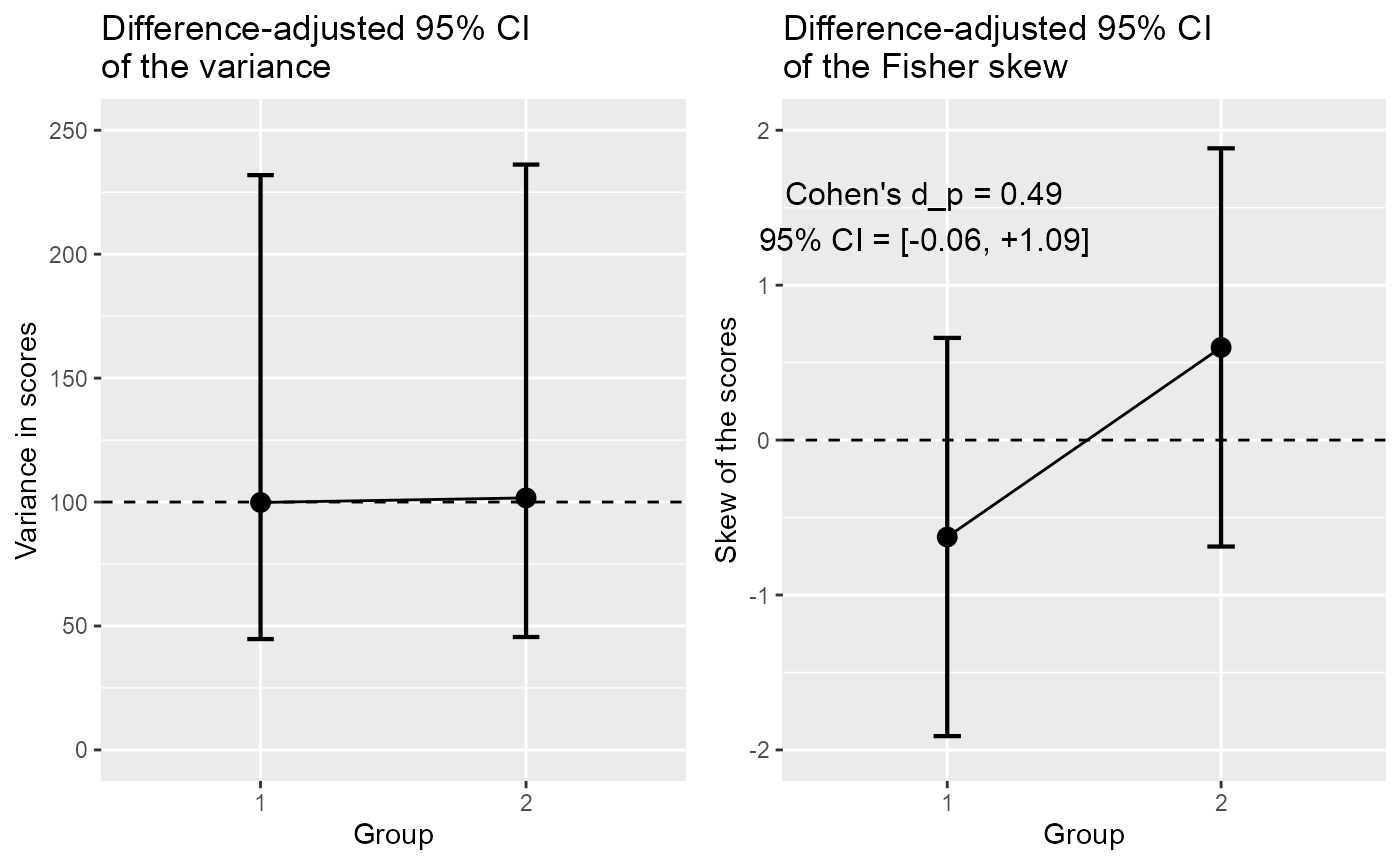 Difference-adjusted 95% CI
of the variance
Variance in scores
250
200
150
100
50
0
1
2
Group
Difference-adjusted 95% CI
of the Fisher skew
Skew of the scores
2
1
0
-1
-2
Cohen's d_p = 0.49
95% CI = [-0.06, +1.09]
1
2
Group